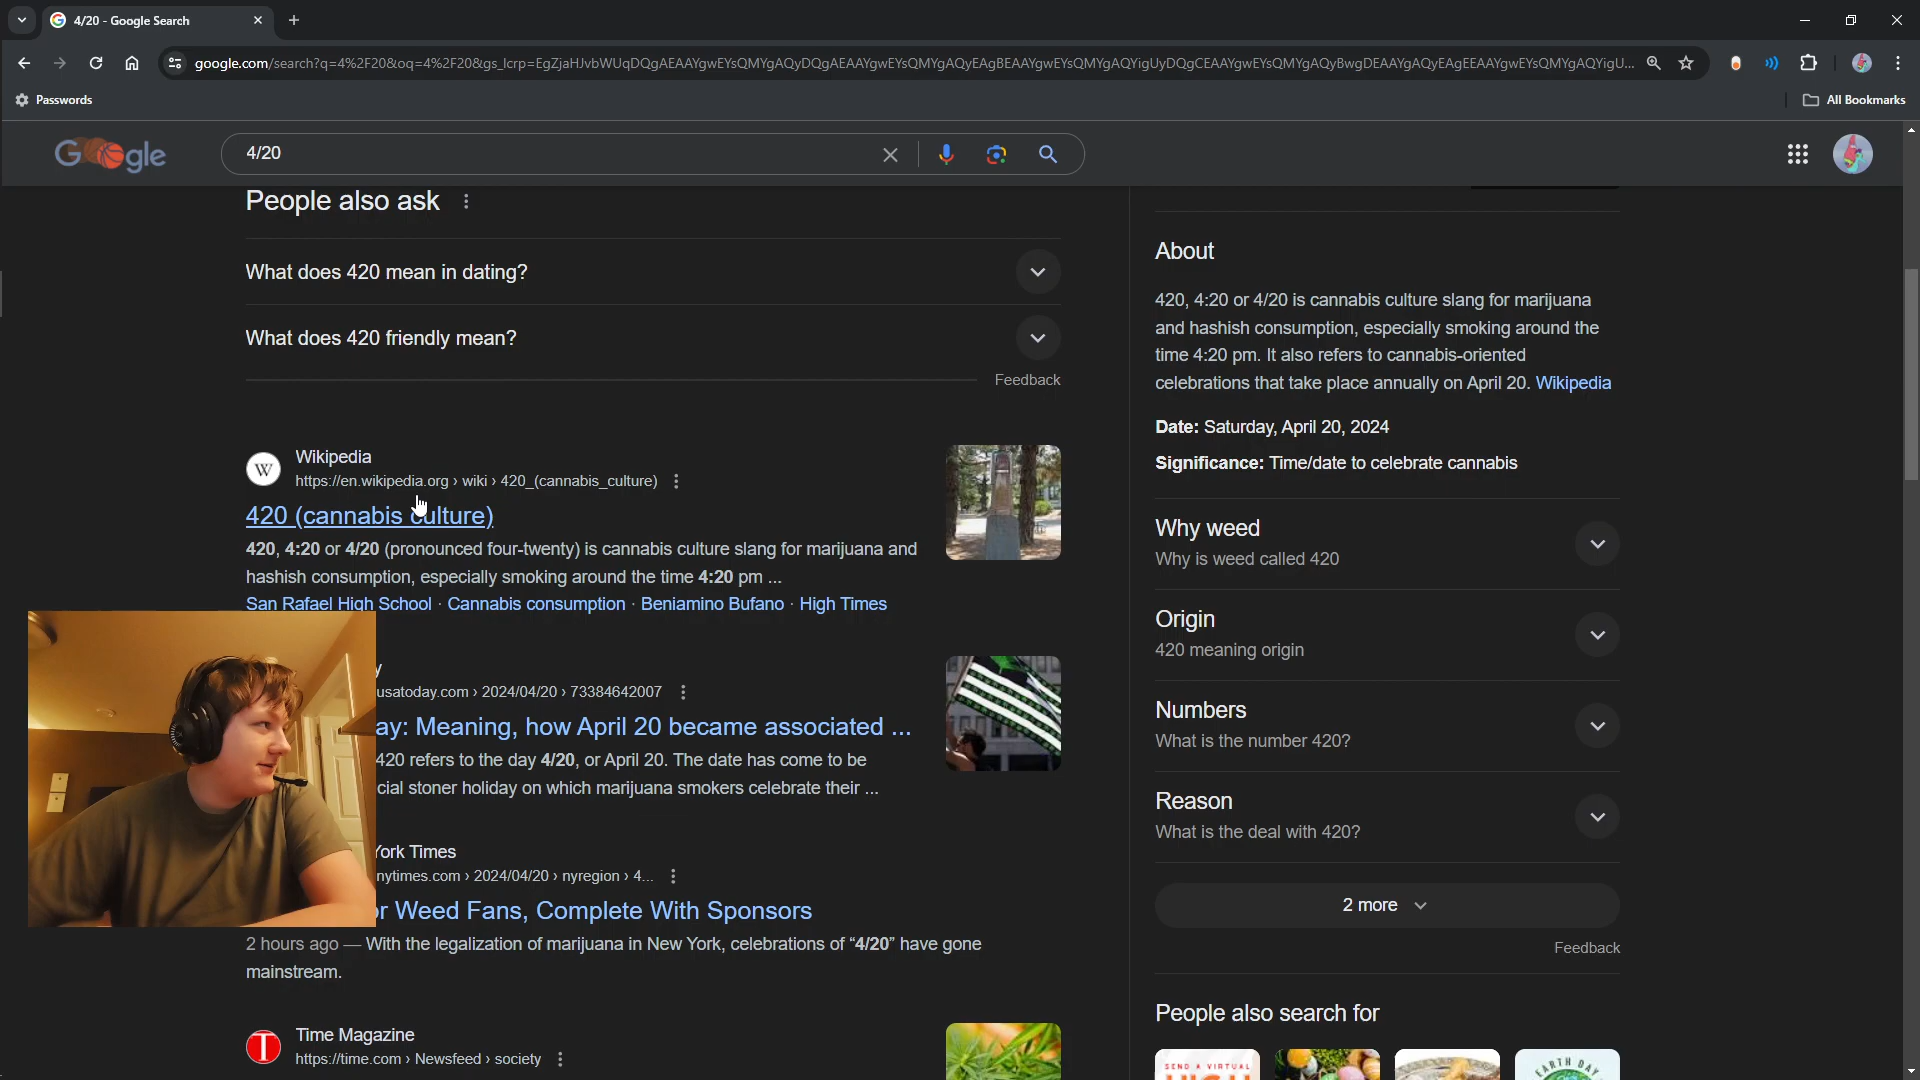 4/20 - Google Search
google.com/search?q=4%2F20&oq=4%2F20&gs_lcrp=EgZjaHJvbWUqDQgAEAAYgwEYsQMYgAQyDQgAEAAYgwEYsQMYgAQyEAgBEAAYgwEYsQMYgAQYigUyDQgCEAAYgwEYsQMYgAQyBwgDEAAYgAQyEAgEEAAYgwEYsQMYgAQYigU...
Passwords
All Bookmarks
Google
4/20
People also ask
What does 420 mean in dating?
What does 420 friendly mean?
Feedback
Wikipedia
https://en.wikipedia.org › wiki › 420_(cannabis_culture)
420 (cannabis culture)
420, 4:20 or 4/20 (pronounced four-twenty) is cannabis culture slang for marijuana and
hashish consumption, especially smoking around the time 4:20 pm ...
San Rafael High School · Cannabis consumption · Beniamino Bufano · High Times
y
usatoday.com › 2024/04/20 › 73384642007
ay: Meaning, how April 20 became associated ...
420 refers to the day 4/20, or April 20. The date has come to be
cial stoner holiday on which marijuana smokers celebrate their ...
York Times
nytimes.com › 2024/04/20 › nyregion › 4...
or Weed Fans, Complete With Sponsors
2 hours ago — With the legalization of marijuana in New York, celebrations of “4/20” have gone
mainstream.
Time Magazine
https://time.com › Newsfeed › society
About
420, 4:20 or 4/20 is cannabis culture slang for marijuana
and hashish consumption, especially smoking around the
time 4:20 pm. It also refers to cannabis-oriented
celebrations that take place annually on April 20. Wikipedia
Date: Saturday, April 20, 2024
Significance: Time/date to celebrate cannabis
Why weed
Why is weed called 420
Origin
420 meaning origin
Numbers
What is the number 420?
Reason
What is the deal with 420?
2 more
Feedback
People also search for
SEND A VIRTUAL
HIGH
EARTH DAY